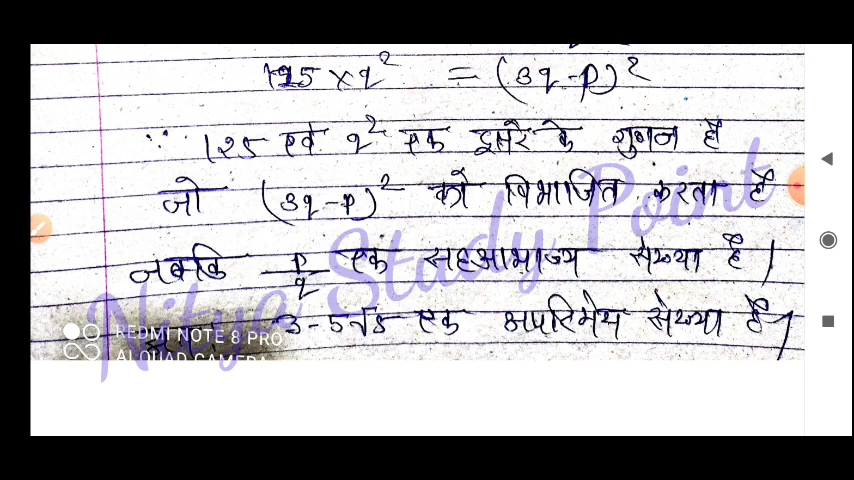 125 × q² = (3q - p)²
∵ 125 एवं q² एक दूसरे के गुणज है
जो (3q - p)² को विभाजित करता है
जबकि p/q एक सहअभाज्य संख्या है।
3 - 5√5 एक अपरिमेय संख्या है।
Nitya Study Point
REDMI NOTE 8 PRO
AI QUAD CAMERA